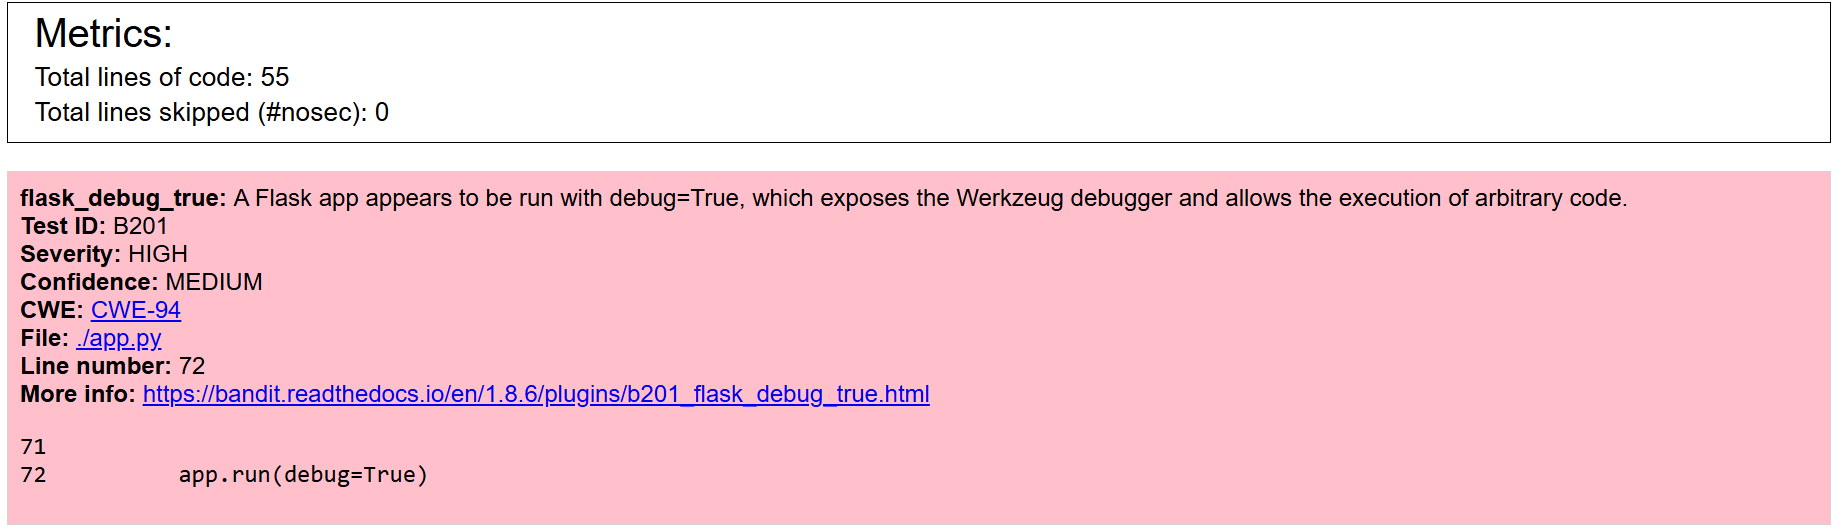 Metrics:
Total lines of code: 55
Total lines skipped (#nosec): 0
flask_debug_true: A Flask app appears to be run with debug=True, which exposes the Werkzeug debugger and allows the execution of arbitrary code.
Test ID: B201
Severity: HIGH
Confidence: MEDIUM
CWE: CWE-94
File: ./app.py
Line number: 72
More info: https://bandit.readthedocs.io/en/1.8.6/plugins/b201_flask_debug_true.html
71
72          app.run(debug=True)